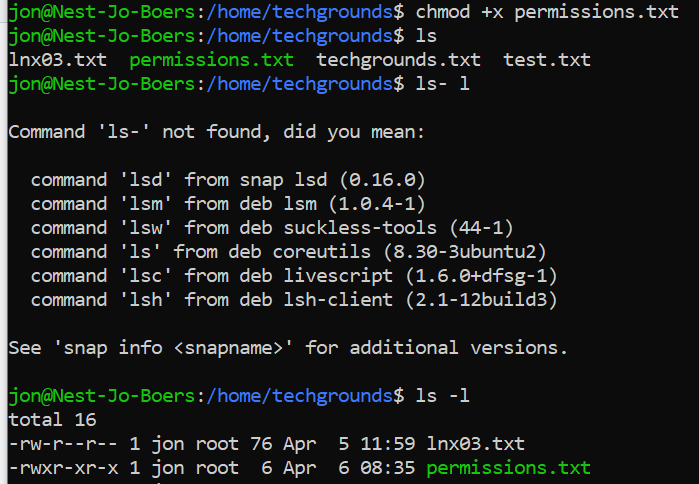 jon@Nest-Jo-Boers:/home/techgrounds$ chmod +x permissions.txt
jon@Nest-Jo-Boers:/home/techgrounds$ ls
lnx03.txt  permissions.txt  techgrounds.txt  test.txt
jon@Nest-Jo-Boers:/home/techgrounds$ ls- l

Command 'ls-' not found, did you mean:

  command 'lsd' from snap lsd (0.16.0)
  command 'lsm' from deb lsm (1.0.4-1)
  command 'lsw' from deb suckless-tools (44-1)
  command 'ls' from deb coreutils (8.30-3ubuntu2)
  command 'lsc' from deb livescript (1.6.0+dfsg-1)
  command 'lsh' from deb lsh-client (2.1-12build3)

See 'snap info <snapname>' for additional versions.

jon@Nest-Jo-Boers:/home/techgrounds$ ls -l
total 16
-rw-r--r-- 1 jon root 76 Apr  5 11:59 lnx03.txt
-rwxr-xr-x 1 jon root  6 Apr  6 08:35 permissions.txt